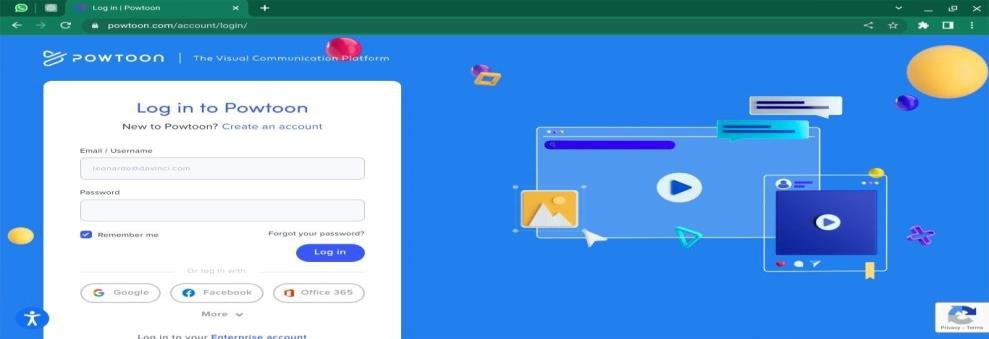 Log in | Powtoon
powtoon.com/account/login/
POWTOON | The Visual Communication Platform
Log in to Powtoon
New to Powtoon? Create an account
Email / Username
leonardo@davinci.com
Password
Remember me
Forgot your password?
Log in
Or log in with
Google
Facebook
Office 365
More
Log in to your Enterprise account
Privacy - Terms